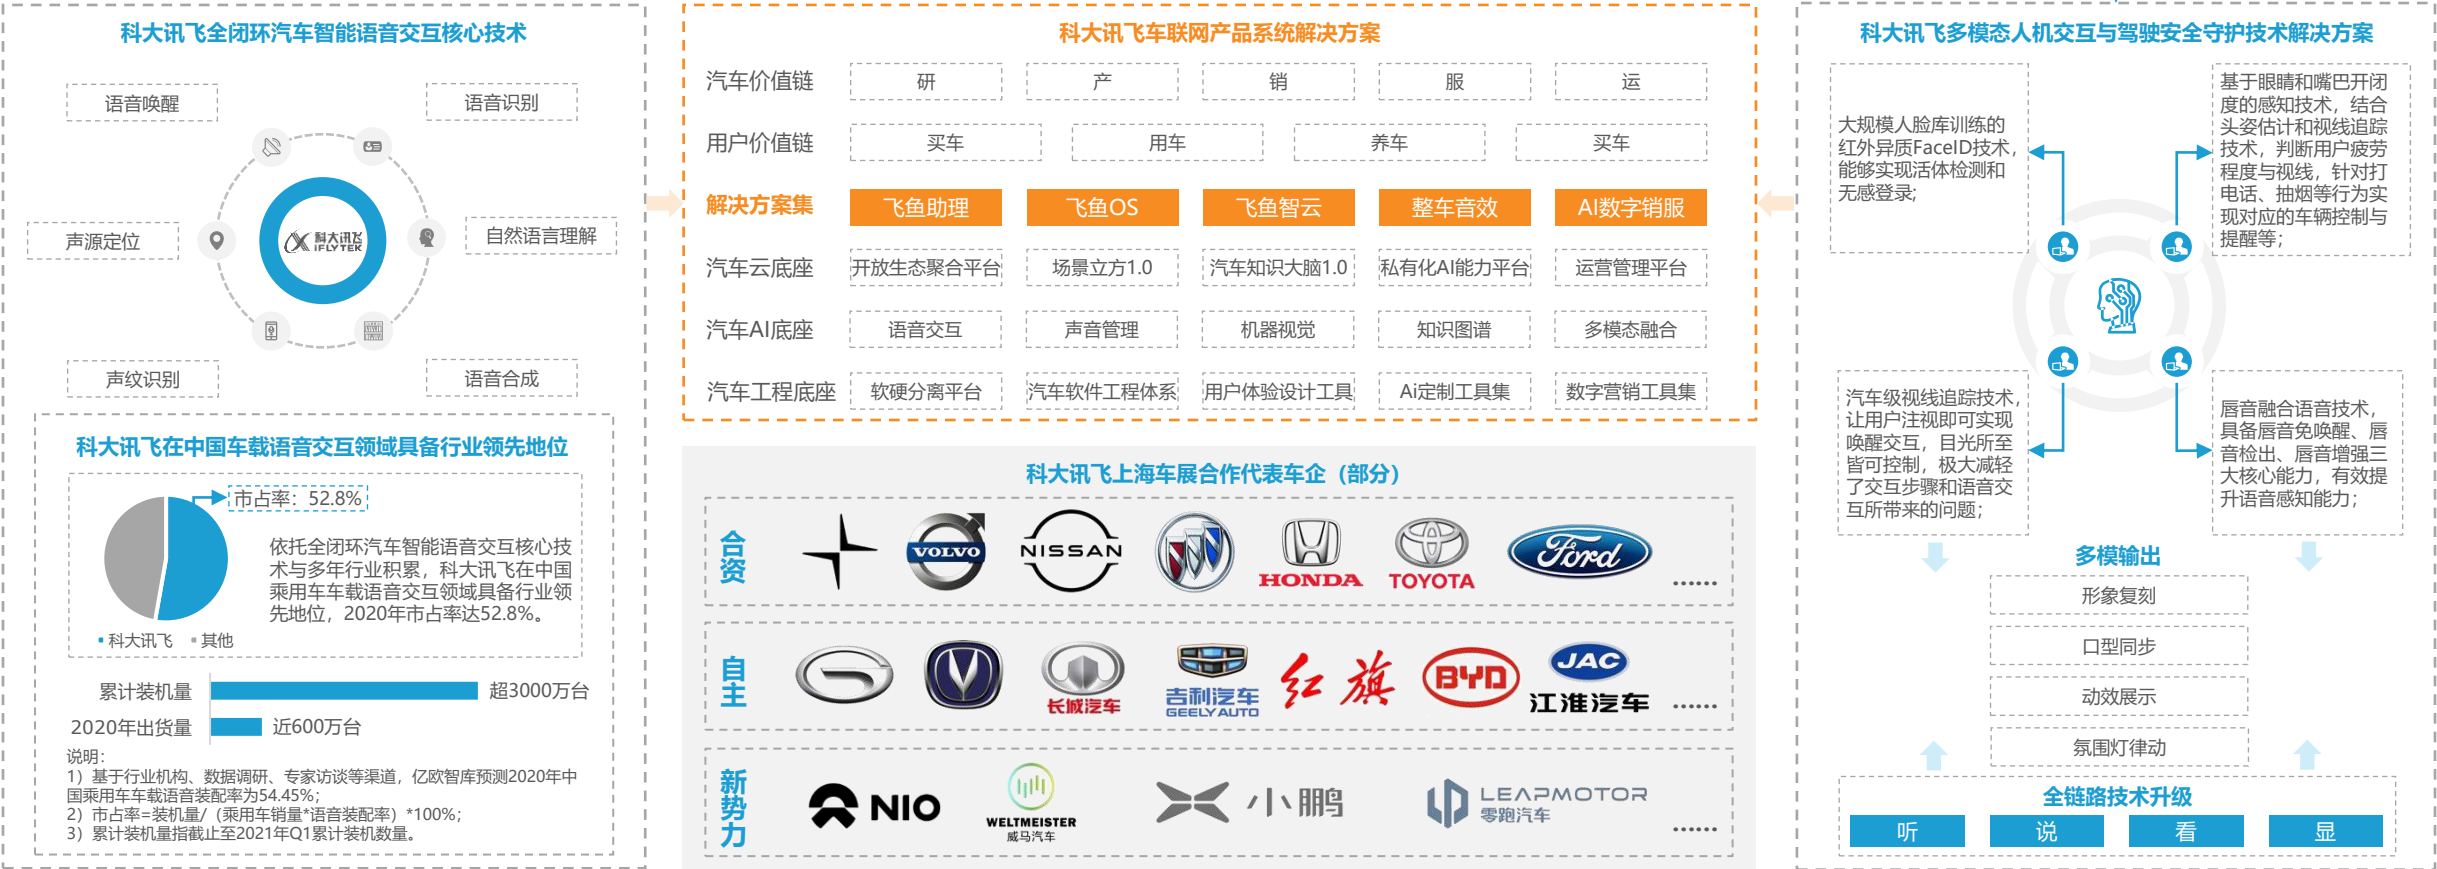 科大讯飞全闭环汽车智能语音交互核心技术
语音唤醒
语音识别
声源定位
科大讯飞
iFLYTEK
自然语言理解
声纹识别
语音合成
科大讯飞在中国车载语音交互领域具备行业领先地位
市占率：52.8%
依托全闭环汽车智能语音交互核心技
术与多年行业积累，科大讯飞在中国
乘用车车载语音交互领域具备行业领
先地位，2020年市占率达52.8%。
科大讯飞 其他
累计装机量 超3000万台
2020年出货量 近600万台
说明：
1）基于行业机构、数据调研、专家访谈等渠道，亿欧智库预测2020年中
国乘用车车载语音装配率为54.45%；
2）市占率=装机量/（乘用车销量*语音装配率）*100%；
3）累计装机量指截止至2021年Q1累计装机数量。
科大讯飞车联网产品系统解决方案
汽车价值链 研 产 销 服 运
用户价值链 买车 用车 养车 买车
解决方案集 飞鱼助理 飞鱼OS 飞鱼智云 整车音效 AI数字销服
汽车云底座 开放生态聚合平台 场景立方1.0 汽车知识大脑1.0 私有化AI能力平台 运营管理平台
汽车AI底座 语音交互 声音管理 机器视觉 知识图谱 多模态融合
汽车工程底座 软硬分离平台 汽车软件工程体系 用户体验设计工具 Ai定制工具集 数字营销工具集
科大讯飞上海车展合作代表车企（部分）
合资
VOLVO
NISSAN
HONDA
TOYOTA
Ford
......
自主
长城汽车
吉利汽车
GEELY AUTO
红旗
BYD
JAC
江淮汽车
......
新势力
NIO
WELTMEISTER
威马汽车
小鹏
LEAPMOTOR
零跑汽车
......
科大讯飞多模态人机交互与驾驶安全守护技术解决方案
大规模人脸库训练的
红外异质FaceID技术，
能够实现活体检测和
无感登录；
基于眼睛和嘴巴开闭
度的感知技术，结合
头姿估计和视线追踪
技术，判断用户疲劳
程度与视线，针对打
电话、抽烟等行为实
现对应的车辆控制与
提醒等；
汽车级视线追踪技术，
让用户注视即可实现
唤醒交互，目光所至
皆可控制，极大减轻
了交互步骤和语音交
互所带来的问题；
唇音融合语音技术，
具备唇音免唤醒、唇
音检出、唇音增强三
大核心能力，有效提
升语音感知能力；
多模输出
形象复刻
口型同步
动效展示
氛围灯律动
全链路技术升级
听 说 看 显